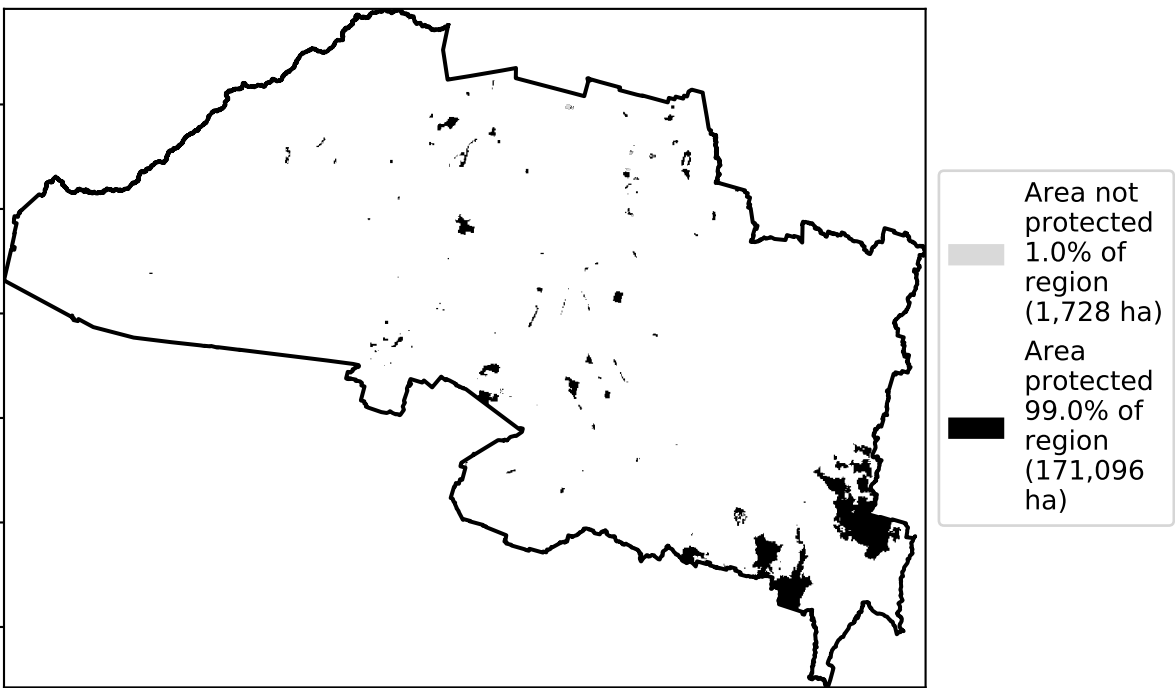 Area not
protected
1.0% of
region
(1,728 ha)
Area
protected
99.0% of
region
(171,096
ha)